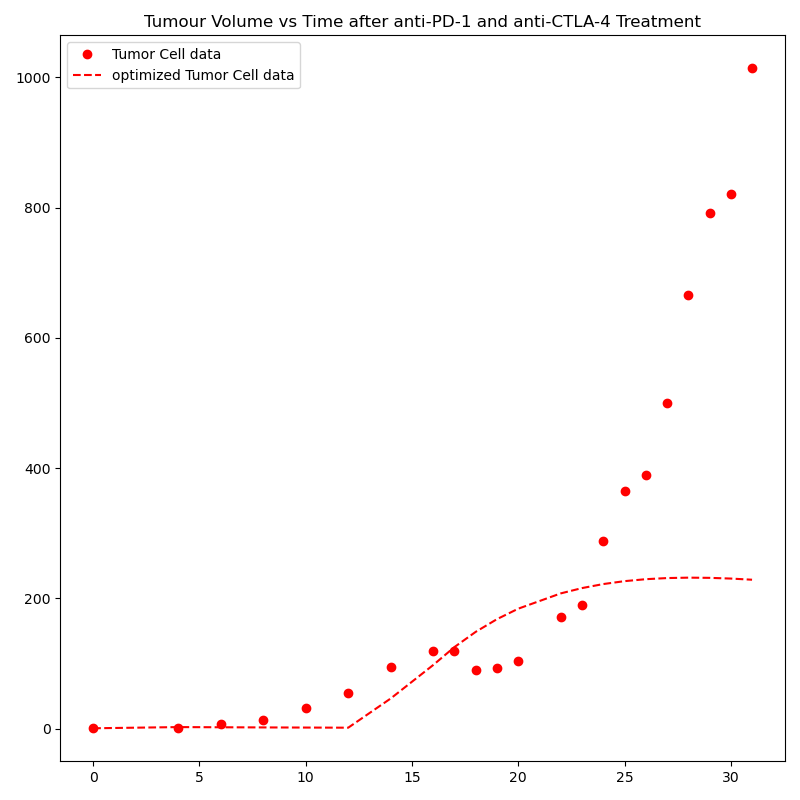 Tumour Volume vs Time after anti-PD-1 and anti-CTLA-4 Treatment
Tumor Cell data
optimized Tumor Cell data
1000
800
600
400
200
0
0 5 10 15 20 25 30